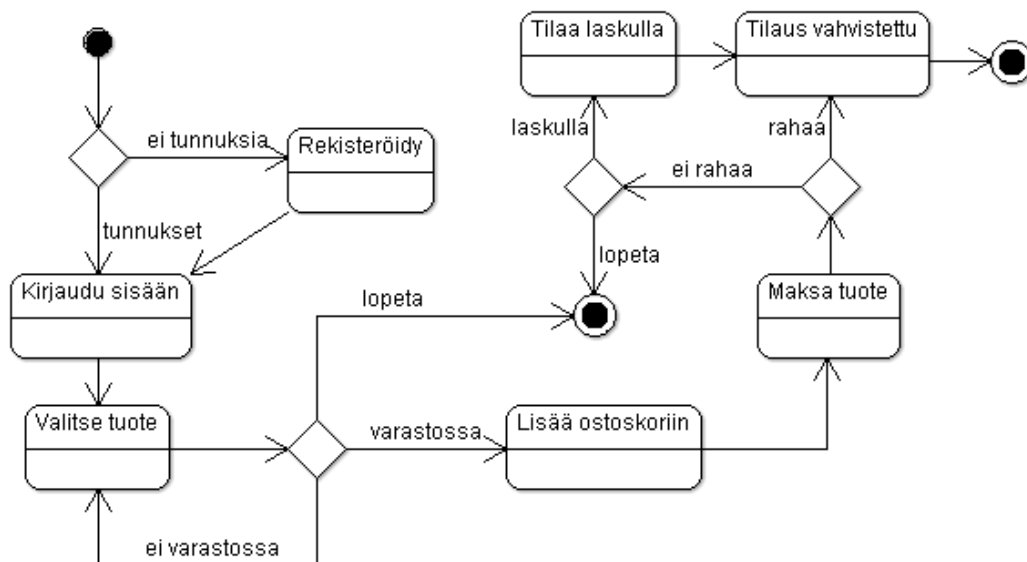 Tilaa laskulla
Tilaus vahvistettu
ei tunnuksia
Rekisteröidy
laskulla
rahaa
ei rahaa
tunnukset
lopeta
Kirjaudu sisään
lopeta
Maksa tuote
Valitse tuote
varastossa
Lisää ostoskoriin
ei varastossa